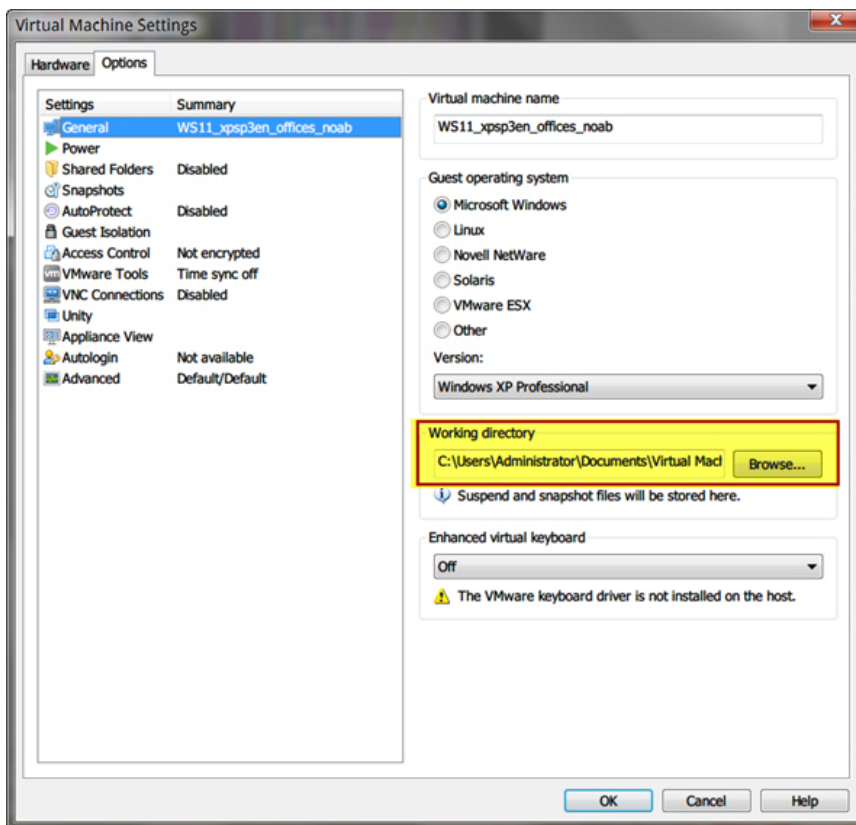 Virtual Machine Settings
Hardware Options
Settings Summary
General WS11_xpsp3en_offices_noab
Power
Shared Folders Disabled
Snapshots
AutoProtect Disabled
Guest Isolation
Access Control Not encrypted
VMware Tools Time sync off
VNC Connections Disabled
Unity
Appliance View
Autologin Not available
Advanced Default/Default
Virtual machine name
WS11_xpsp3en_offices_noab
Guest operating system
Microsoft Windows
Linux
Novell NetWare
Solaris
VMware ESX
Other
Version:
Windows XP Professional
Working directory
C:\Users\Administrator\Documents\Virtual Mac Browse...
Suspend and snapshot files will be stored here.
Enhanced virtual keyboard
Off
The VMware keyboard driver is not installed on the host.
OK Cancel Help